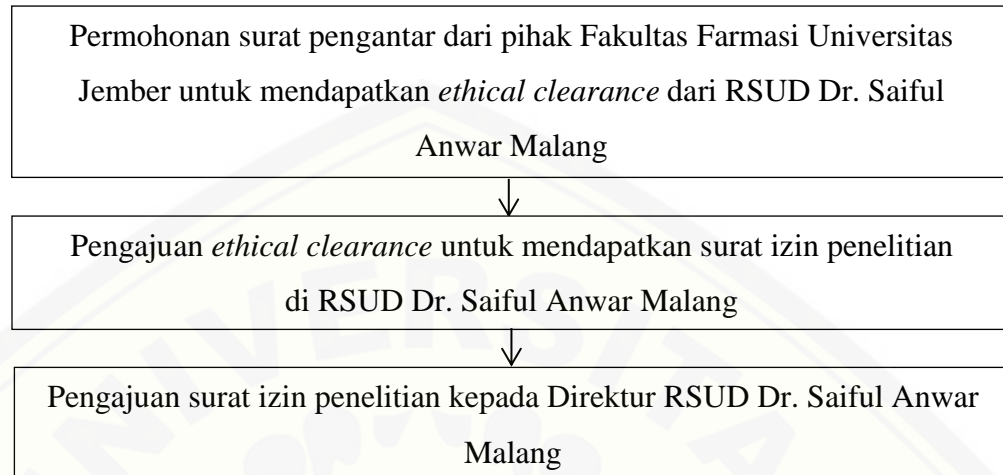 Permohonan surat pengantar dari pihak Fakultas Farmasi Universitas
Jember untuk mendapatkan ethical clearance dari RSUD Dr. Saiful
Anwar Malang
Pengajuan ethical clearance untuk mendapatkan surat izin penelitian
di RSUD Dr. Saiful Anwar Malang
Pengajuan surat izin penelitian kepada Direktur RSUD Dr. Saiful Anwar
Malang
NIVERSITA